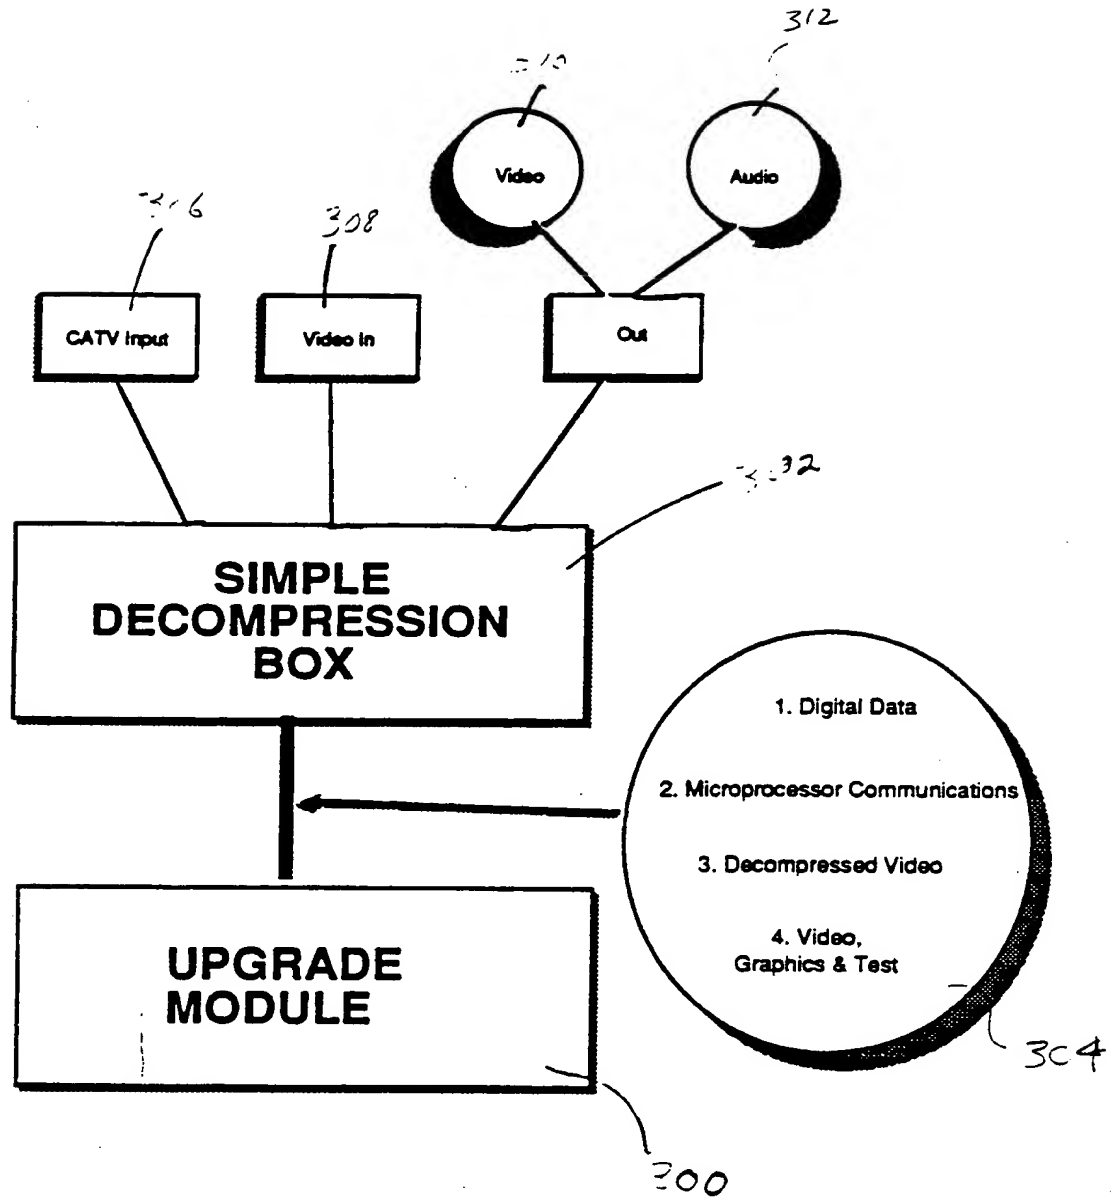 312
Video
Audio
308
CATV Input
Video In
Out
SIMPLE
DECOMPRESSION
BOX
1. Digital Data
2. Microprocessor Communications
3. Decompressed Video
4. Video,
Graphics & Test
UPGRADE
MODULE
304
300